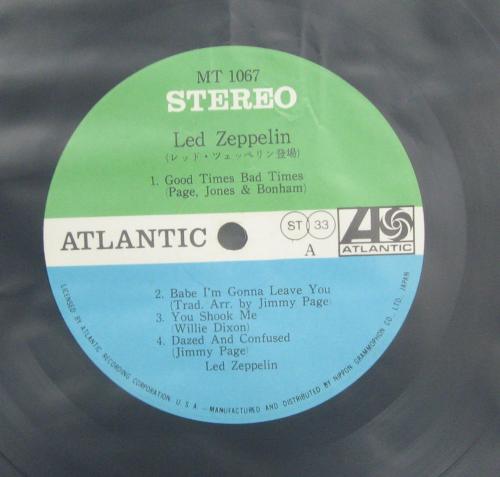 MT 1067
STEREO
Led Zeppelin
(レッド・ツェッペリン登場)
1. Good Times Bad Times
(Page, Jones & Bonham)
ATLANTIC
ST 33
A
ATLANTIC
2. Babe I'm Gonna Leave You
(Trad. Arr. by Jimmy Page)
3. You Shook Me
(Willie Dixon)
4. Dazed And Confused
(Jimmy Page)
Led Zeppelin
LICENSED BY ATLANTIC RECORDING CORPORATION, U.S.A.—MANUFACTURED AND DISTRIBUTED BY NIPPON GRAMMOPHON CO., LTD. JAPAN